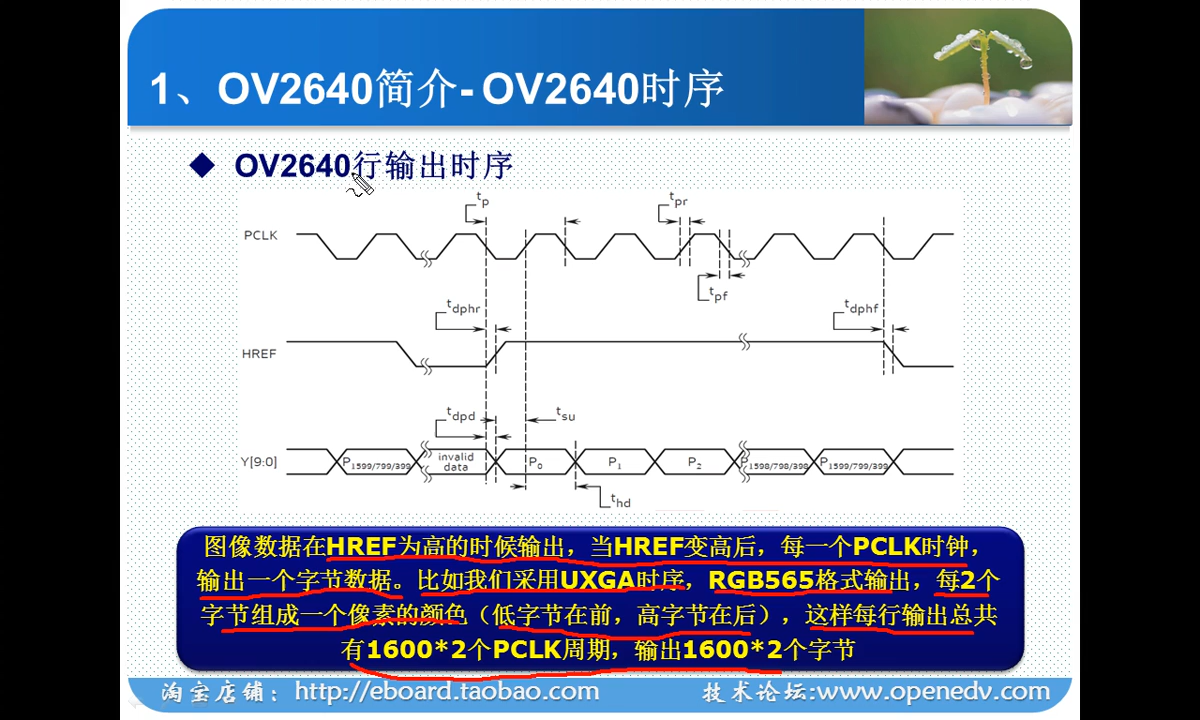 1、OV2640简介- OV2640时序
◆ OV2640行输出时序
tp
tpr
PCLK
tpf
tdphr
tdphf
HREF
tdpd
tsu
Y[9:0]
P1599/799/399
invalid
data
P0
P1
P2
P1598/798/398
P1599/799/399
thd
图像数据在HREF为高的时候输出，当HREF变高后，每一个PCLK时钟，
输出一个字节数据。比如我们采用UXGA时序，RGB565格式输出，每2个
字节组成一个像素的颜色（低字节在前，高字节在后），这样每行输出总共
有1600*2个PCLK周期，输出1600*2个字节
淘宝店铺：http://eboard.taobao.com
技术论坛:www.openedv.com